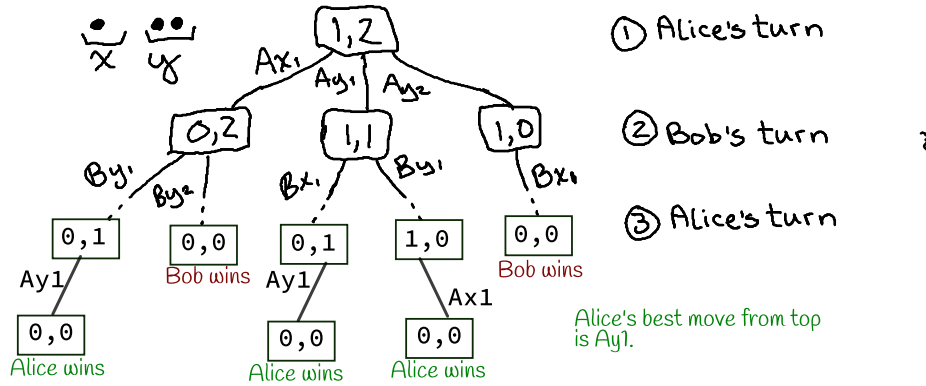 1,2
① Alice's turn
x y
Ax₁ Ay₁ Ay₂
0,2 1,1 1,0
② Bob's turn
By₁ By₂ Bx₁ By₁ Bx₁
0,1 0,0 0,1 1,0 0,0
③ Alice's turn
Bob wins Bob wins
Ay1 Ay1 Ax1
0,0 0,0 0,0
Alice's best move from top
is Ay1.
Alice wins Alice wins Alice wins